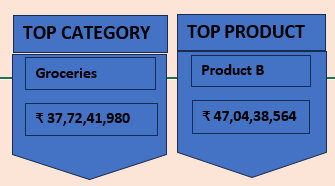 TOP CATEGORY
Groceries
₹ 37,72,41,980
TOP PRODUCT
Product B
₹ 47,04,38,564